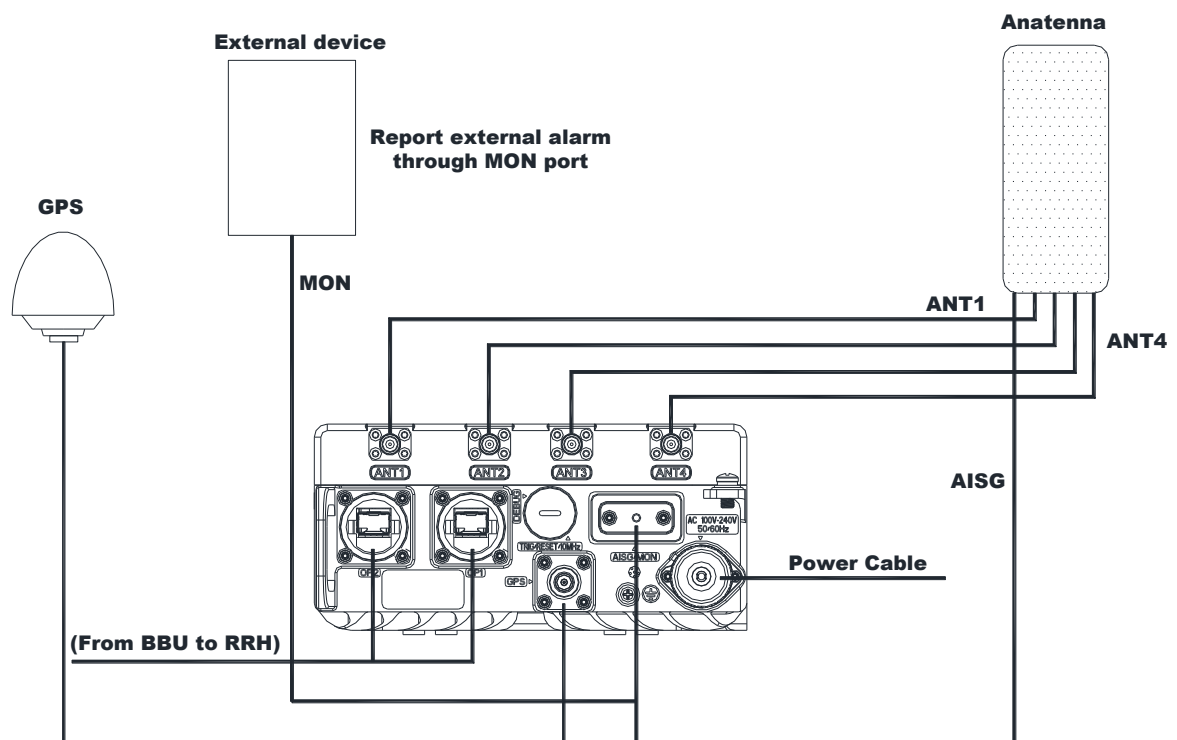 Anatenna
External device
Report external alarm
through MON port
GPS
MON
ANT1
ANT4
ANT1
ANT2
ANT3
ANT4
AISG
DEBUG
AC 100V-240V
50/60Hz
AISG/MON
Power Cable
OP2
OP1
GPS
(From BBU to RRH)